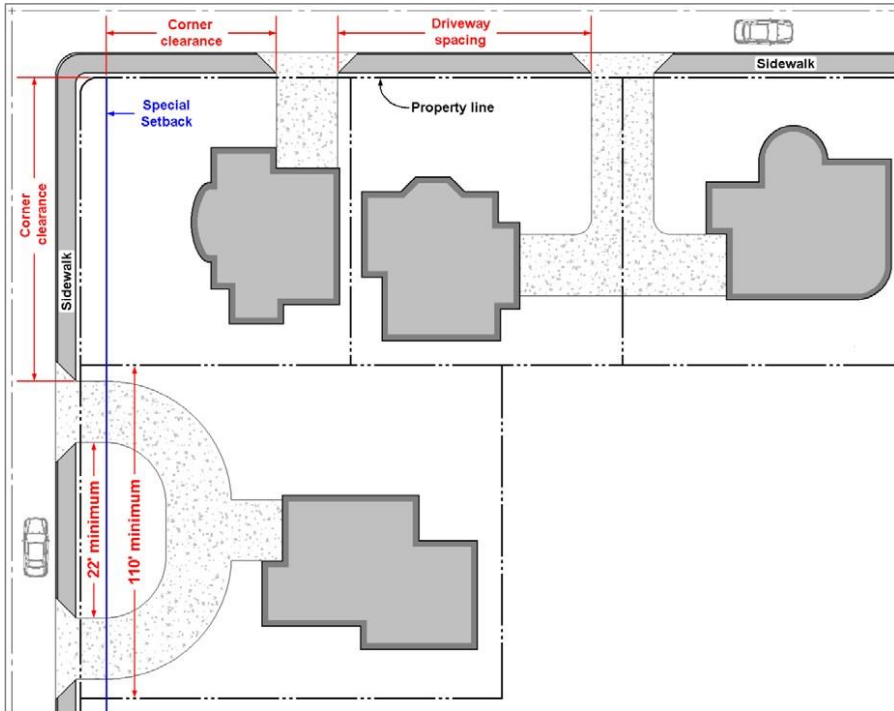 Corner
clearance
Driveway
spacing
Sidewalk
Special
Setback
Property line
Corner
clearance
Sidewalk
22' minimum
110' minimum